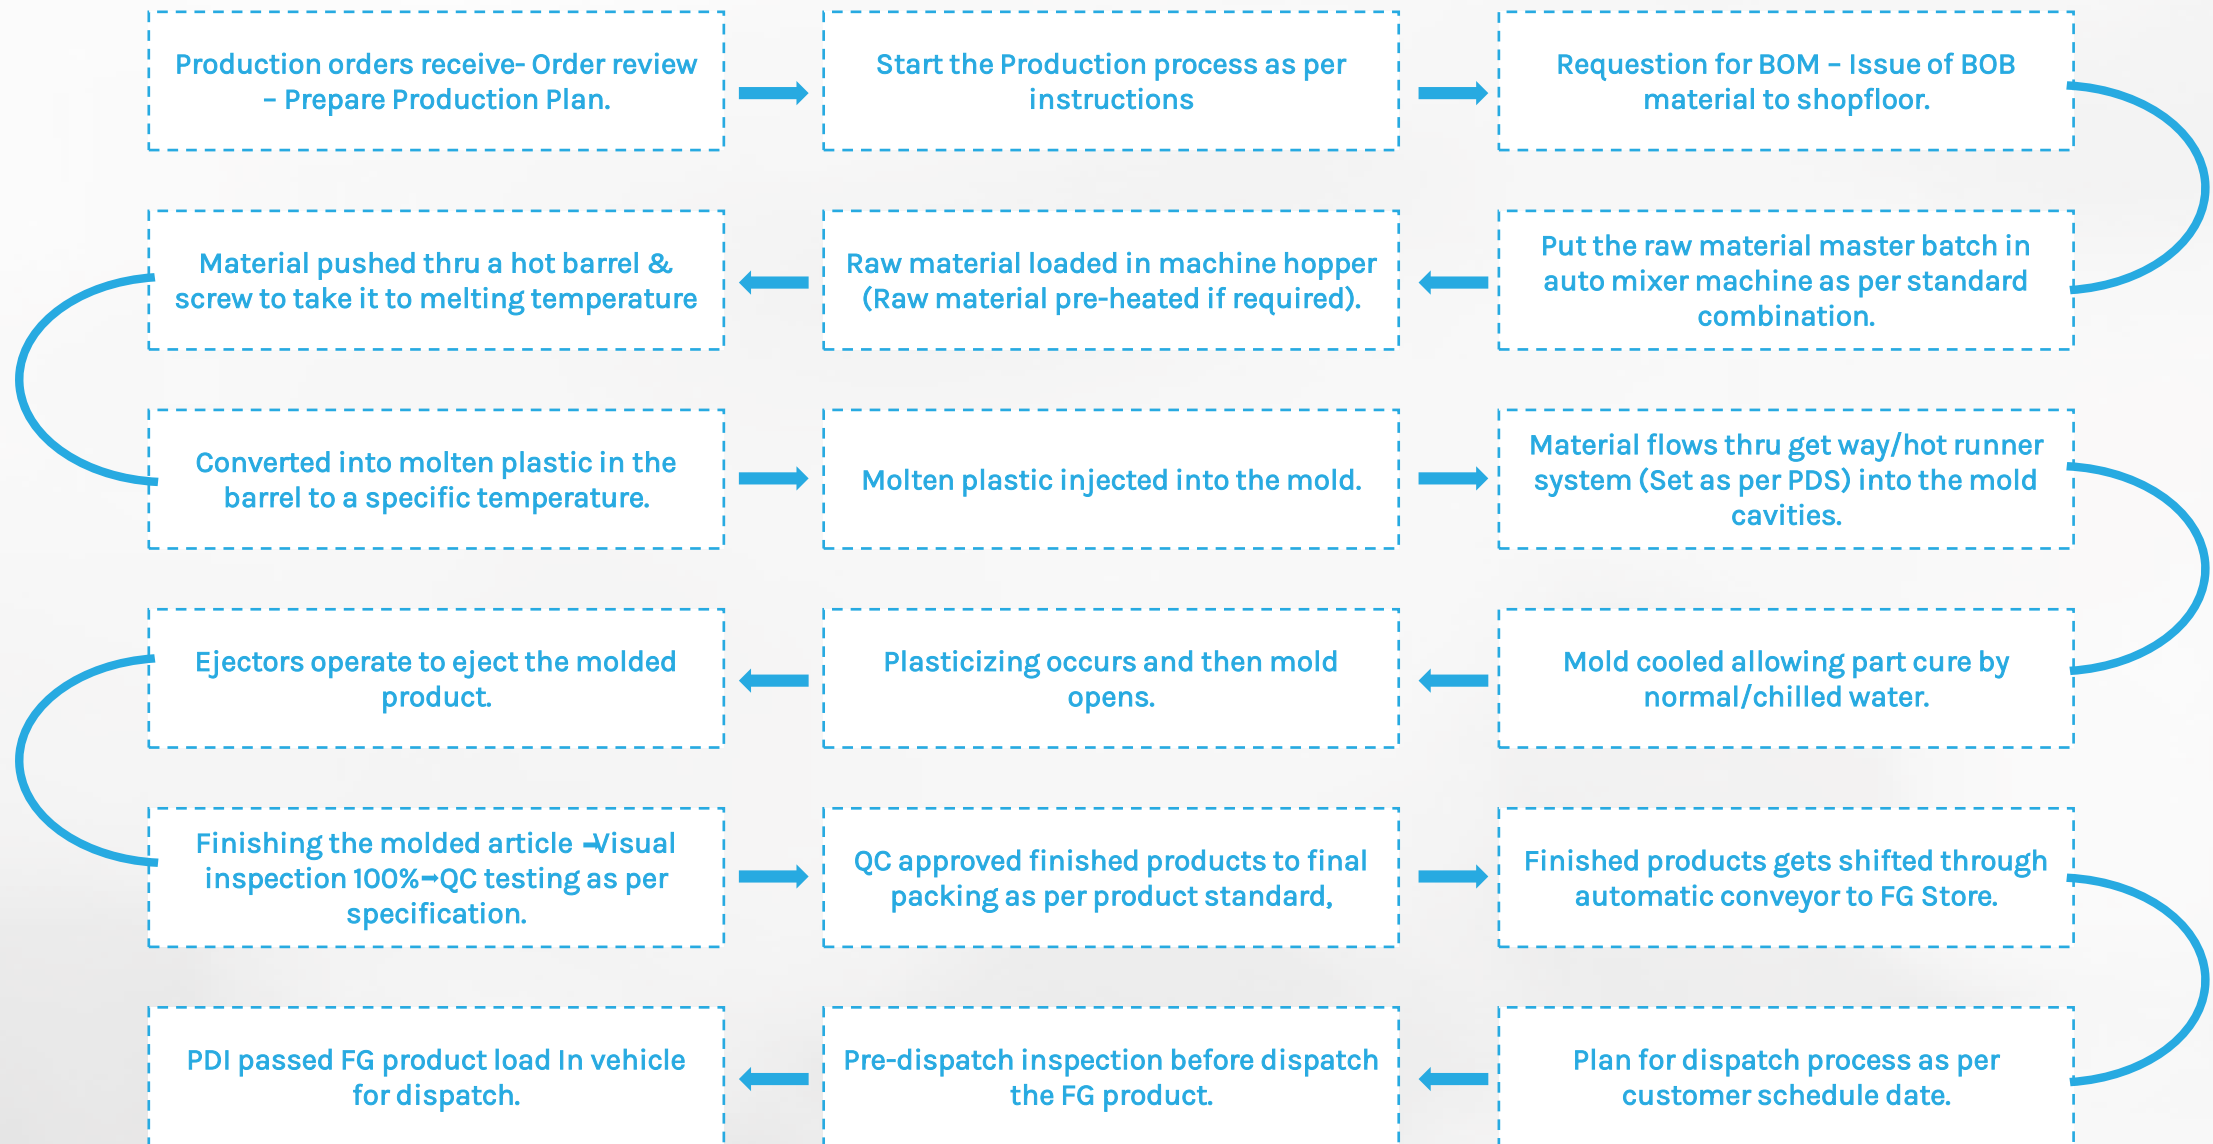 Production orders receive- Order review
– Prepare Production Plan.
Start the Production process as per
instructions
Requestion for BOM – Issue of BOB
material to shopfloor.
Put the raw material master batch in
auto mixer machine as per standard
combination.
Raw material loaded in machine hopper
(Raw material pre-heated if required).
Material pushed thru a hot barrel &
screw to take it to melting temperature
Converted into molten plastic in the
barrel to a specific temperature.
Molten plastic injected into the mold.
Material flows thru get way/hot runner
system (Set as per PDS) into the mold
cavities.
Mold cooled allowing part cure by
normal/chilled water.
Plasticizing occurs and then mold
opens.
Ejectors operate to eject the molded
product.
Finishing the molded article →Visual
inspection 100%→QC testing as per
specification.
QC approved finished products to final
packing as per product standard,
Finished products gets shifted through
automatic conveyor to FG Store.
Plan for dispatch process as per
customer schedule date.
Pre-dispatch inspection before dispatch
the FG product.
PDI passed FG product load In vehicle
for dispatch.